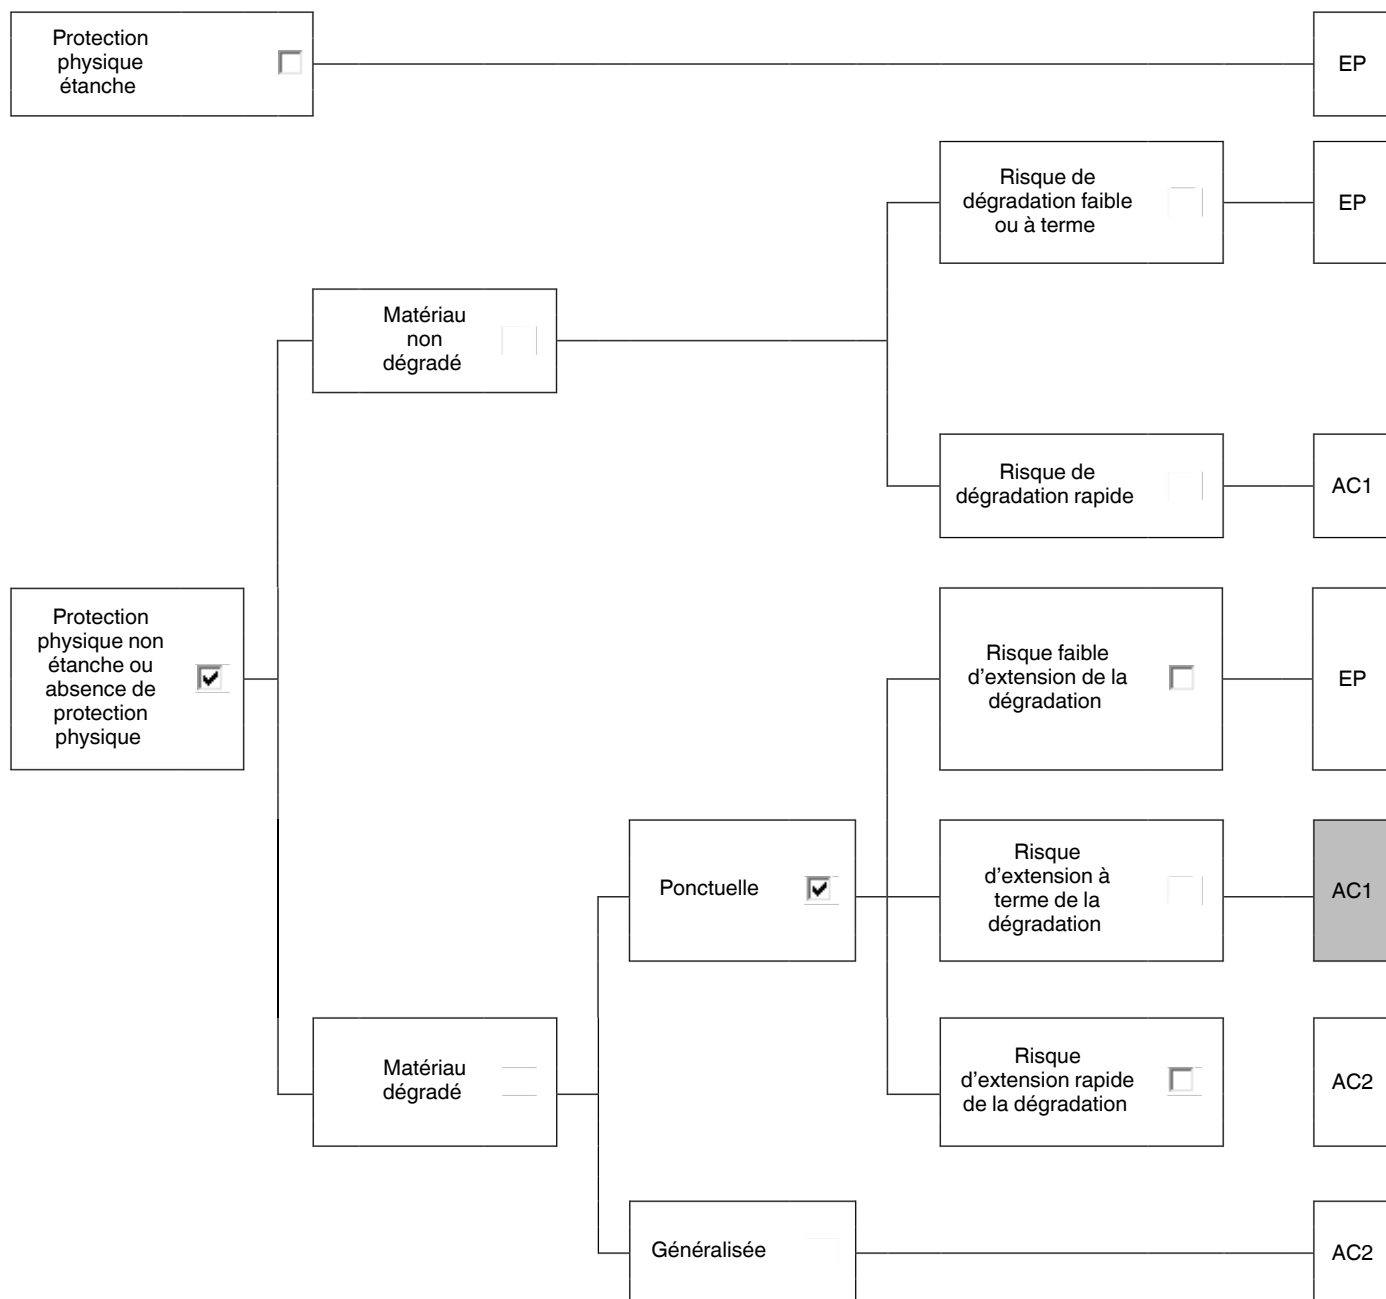 Protection
physique
étanche
EP
Risque de
dégradation faible
ou à terme
EP
Matériau
non
dégradé
Risque de
dégradation rapide
AC1
Protection
physique non
étanche ou
absence de
protection
physique
Risque faible
d'extension de la
dégradation
EP
Ponctuelle
Risque
d'extension à
terme de la
dégradation
AC1
Matériau
dégradé
Risque
d'extension rapide
de la dégradation
AC2
Généralisée
AC2